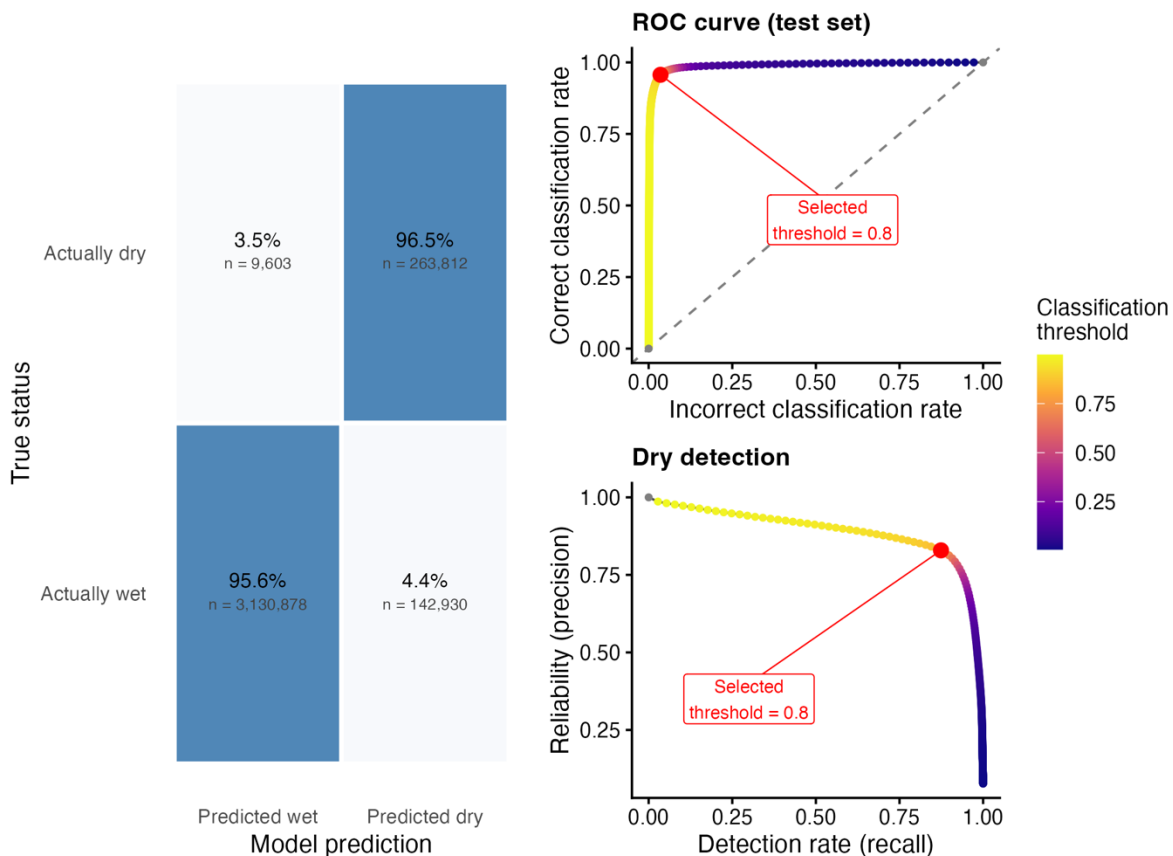 True status
Actually dry
Actually wet
3.5%
n = 9,603
96.5%
n = 263,812
95.6%
n = 3,130,878
4.4%
n = 142,930
Predicted wet
Predicted dry
Model prediction
ROC curve (test set)
Correct classification rate
1.00
0.75
0.50
0.25
0.00
Selected
threshold = 0.8
0.00
0.25
0.50
0.75
1.00
Incorrect classification rate
Dry detection
Reliability (precision)
1.00
0.75
0.50
0.25
Selected
threshold = 0.8
0.00
0.25
0.50
0.75
1.00
Detection rate (recall)
Classification
threshold
0.75
0.50
0.25